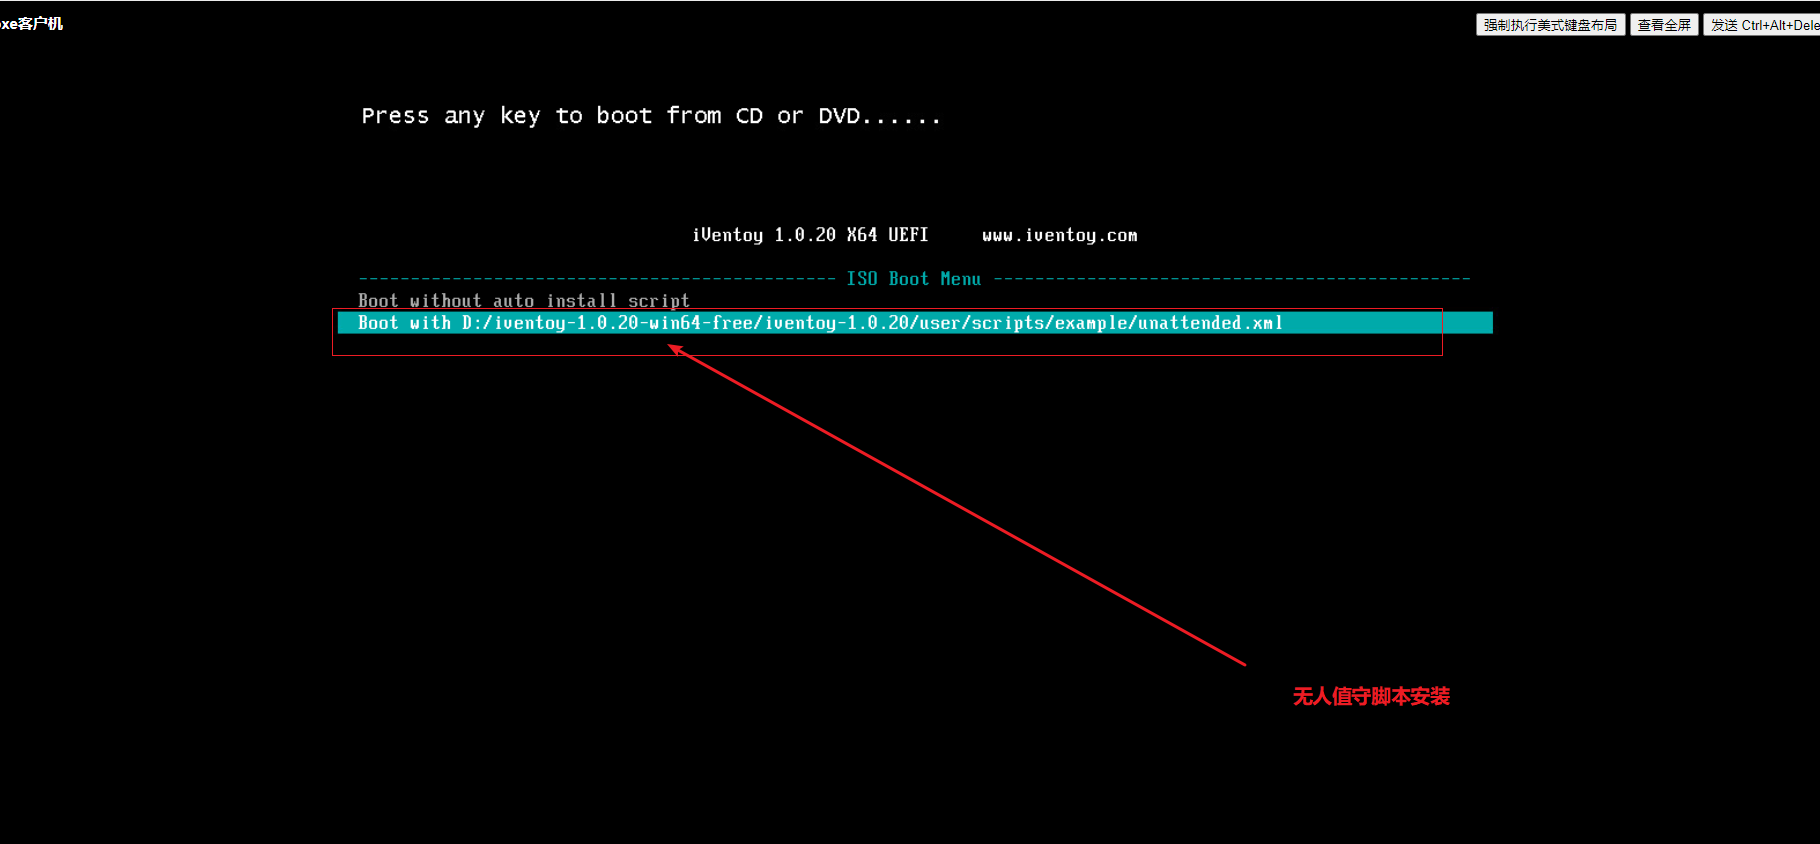 xe客户机
强制执行美式键盘布局 查看全屏 发送 Ctrl+Alt+Dele
Press any key to boot from CD or DVD......
iVentoy 1.0.20 X64 UEFI www.iventoy.com
---------------------------------------------- ISO Boot Menu ----------------------------------------------
Boot without auto install script
Boot with D:/iventoy-1.0.20-win64-free/iventoy-1.0.20/user/scripts/example/unattended.xml
无人值守脚本安装